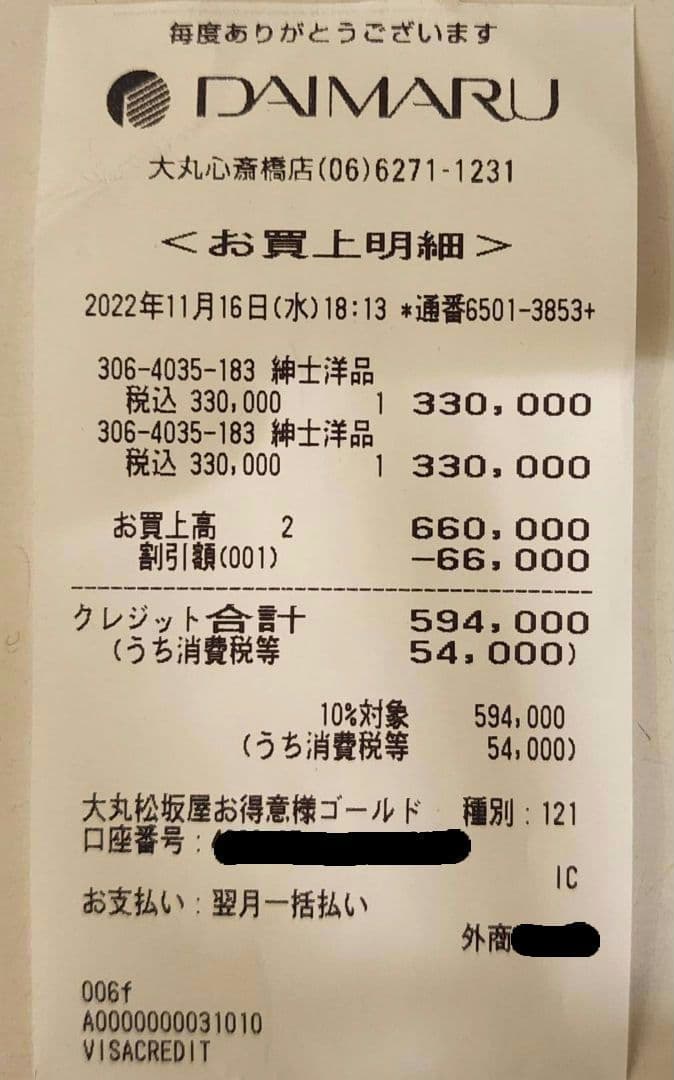 毎度ありがとうございます
DAIMARU
大丸心斎橋店(06)6271-1231
<お買上明細>
2022年11月16日(水)18:13 *通番6501-3853+
306-4035-183 紳士洋品
税込 330,000 1 330,000
306-4035-183 紳士洋品
税込 330,000 1 330,000
お買上高 2 660,000
割引額(001) -66,000
クレジット合計 594,000
(うち消費税等 54,000)
10%対象 594,000
(うち消費税等 54,000)
大丸松坂屋お得意様ゴールド 種別:121
口座番号:
IC
お支払い:翌月一括払い
外商
006f
A0000000031010
VISACREDIT